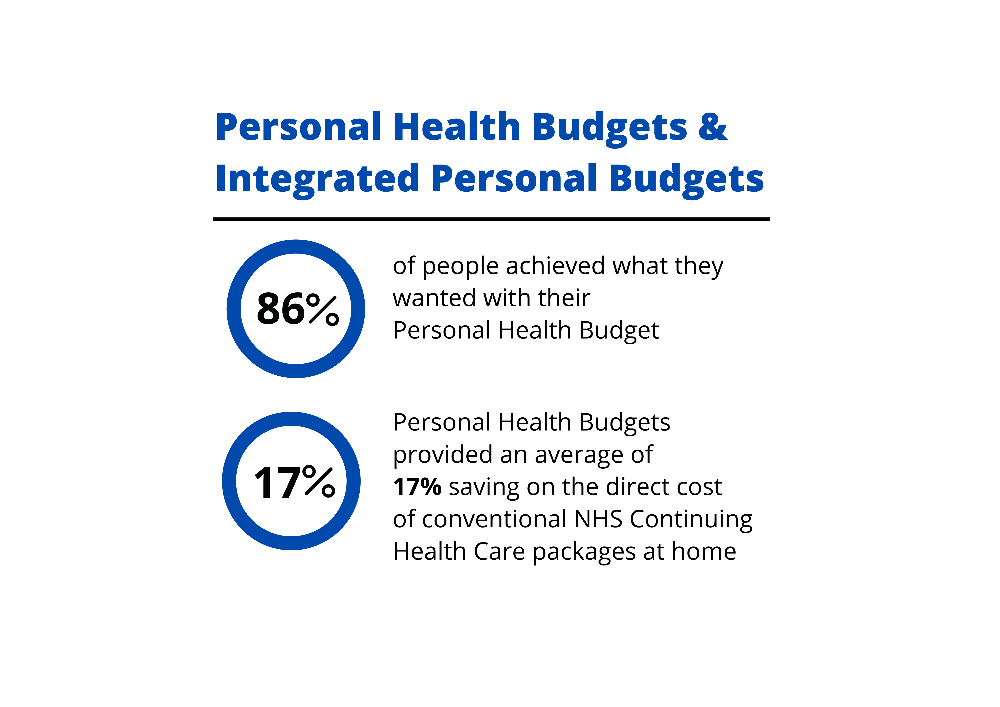 Personal Health Budgets &
Integrated Personal Budgets
86%
of people achieved what they
wanted with their
Personal Health Budget
17%
Personal Health Budgets
provided an average of
17% saving on the direct cost
of conventional NHS Continuing
Health Care packages at home